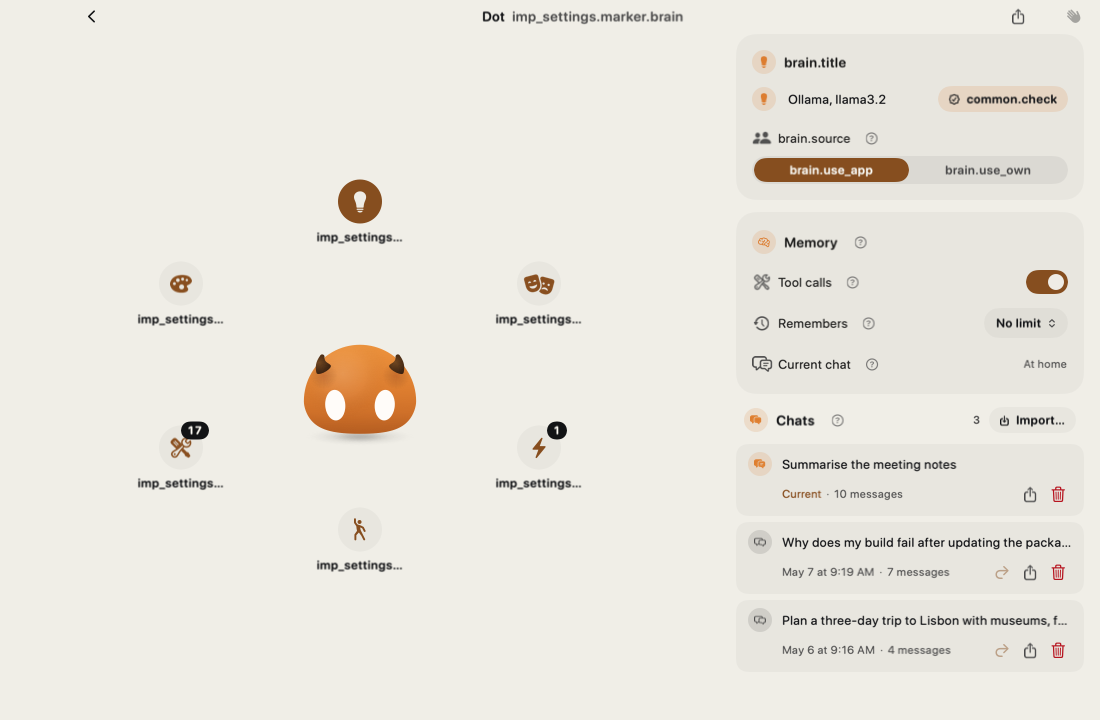 Dot imp_settings.marker.brain
imp_settings...
imp_settings...
imp_settings...
17
imp_settings...
1
imp_settings...
imp_settings...
brain.title
Ollama, llama3.2
common.check
brain.source
brain.use_app
brain.use_own
Memory
Tool calls
Remembers
No limit
Current chat
At home
Chats
3
Import...
Summarise the meeting notes
Current · 10 messages
Why does my build fail after updating the packa...
May 7 at 9:19 AM · 7 messages
Plan a three-day trip to Lisbon with museums, f...
May 6 at 9:16 AM · 4 messages